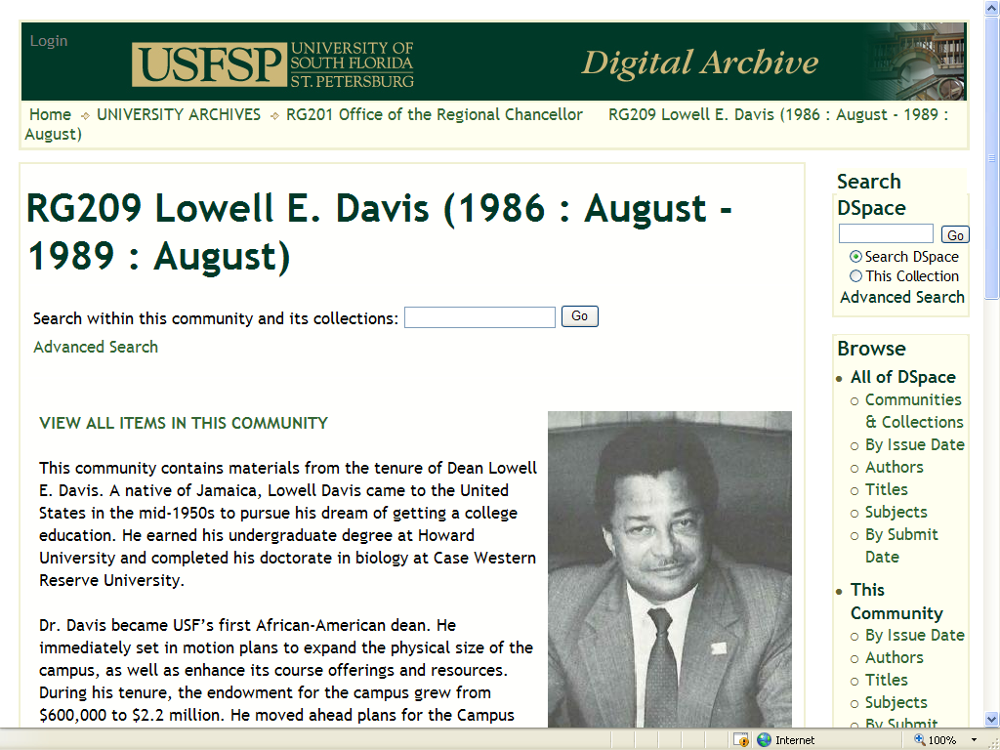 Login
USFSP
UNIVERSITY OF
SOUTH FLORIDA
ST. PETERSBURG
Digital Archive
Home UNIVERSITY ARCHIVES RG201 Office of the Regional Chancellor RG209 Lowell E. Davis (1986 : August - 1989 :
August)
RG209 Lowell E. Davis (1986 : August -
1989 : August)
Search within this community and its collections: Go
Advanced Search
VIEW ALL ITEMS IN THIS COMMUNITY
This community contains materials from the tenure of Dean Lowell
E. Davis. A native of Jamaica, Lowell Davis came to the United
States in the mid-1950s to pursue his dream of getting a college
education. He earned his undergraduate degree at Howard
University and completed his doctorate in biology at Case Western
Reserve University.
Dr. Davis became USF’s first African-American dean. He
immediately set in motion plans to expand the physical size of the
campus, as well as enhance its course offerings and resources.
During his tenure, the endowment for the campus grew from
$600,000 to $2.2 million. He moved ahead plans for the Campus
Search
DSpace
Go
Search DSpace
This Collection
Advanced Search
Browse
All of DSpace
Communities
& Collections
By Issue Date
Authors
Titles
Subjects
By Submit
Date
This
Community
By Issue Date
Authors
Titles
Subjects
By Submit
Internet
100%